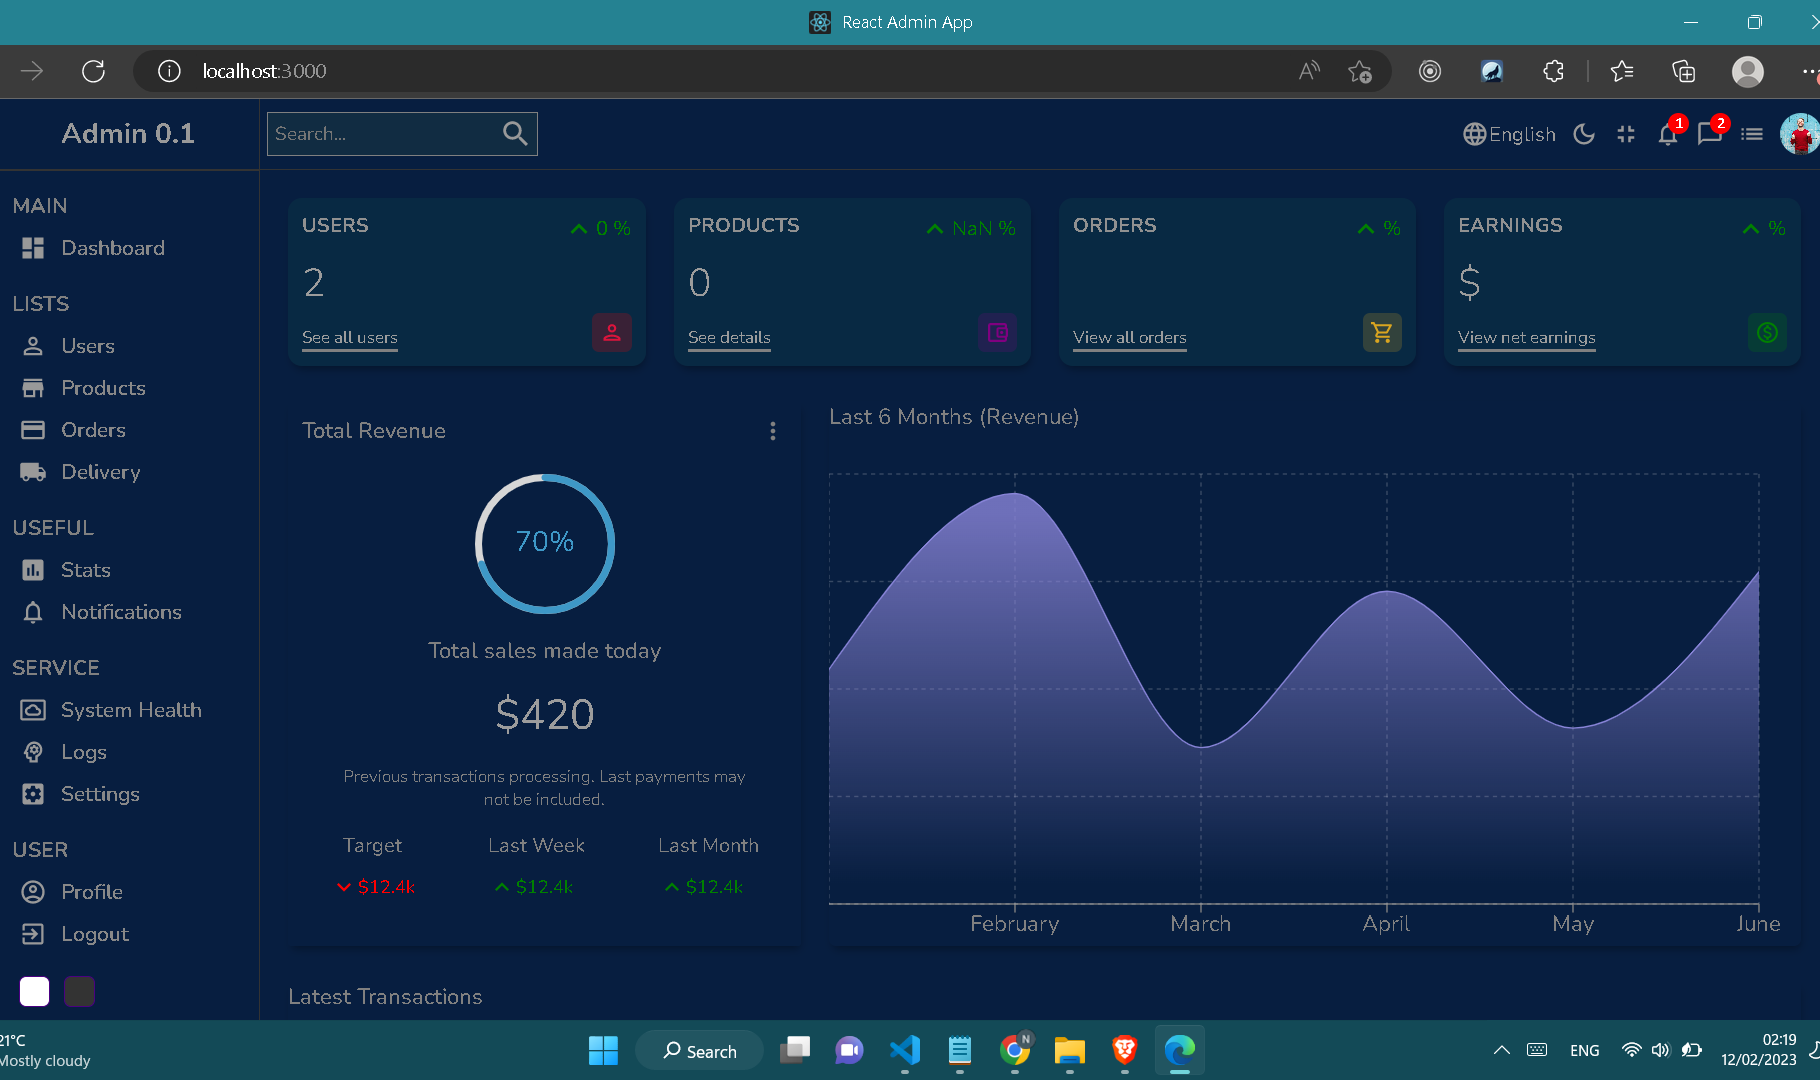 React Admin App
localhost:3000
Admin 0.1
Search...
English
1
2
MAIN
Dashboard
LISTS
Users
Products
Orders
Delivery
USEFUL
Stats
Notifications
SERVICE
System Health
Logs
Settings
USER
Profile
Logout
USERS
0 %
2
See all users
PRODUCTS
NaN %
0
See details
ORDERS
%
View all orders
EARNINGS
%
$
View net earnings
Total Revenue
70%
Total sales made today
$420
Previous transactions processing. Last payments may
not be included.
Target
Last Week
Last Month
$12.4k
$12.4k
$12.4k
Last 6 Months (Revenue)
February
March
April
May
June
Latest Transactions
21°C
Mostly cloudy
Search
N
ENG
02:19
12/02/2023